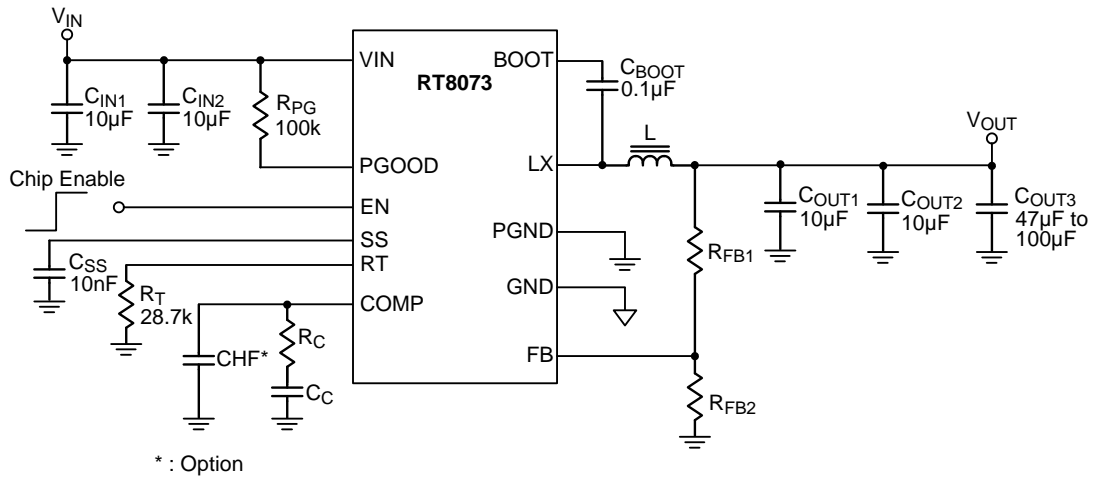 VIN
CIN1
10µF
CIN2
10µF
RPG
100k
Chip Enable
CSS
10nF
RT
28.7k
CHF*
RC
CC
VIN
PGOOD
EN
SS
RT
COMP
RT8073
BOOT
LX
PGND
GND
FB
CBOOT
0.1µF
L
VOUT
COUT1
10µF
COUT2
10µF
COUT3
47µF to
100µF
RFB1
RFB2
* : Option